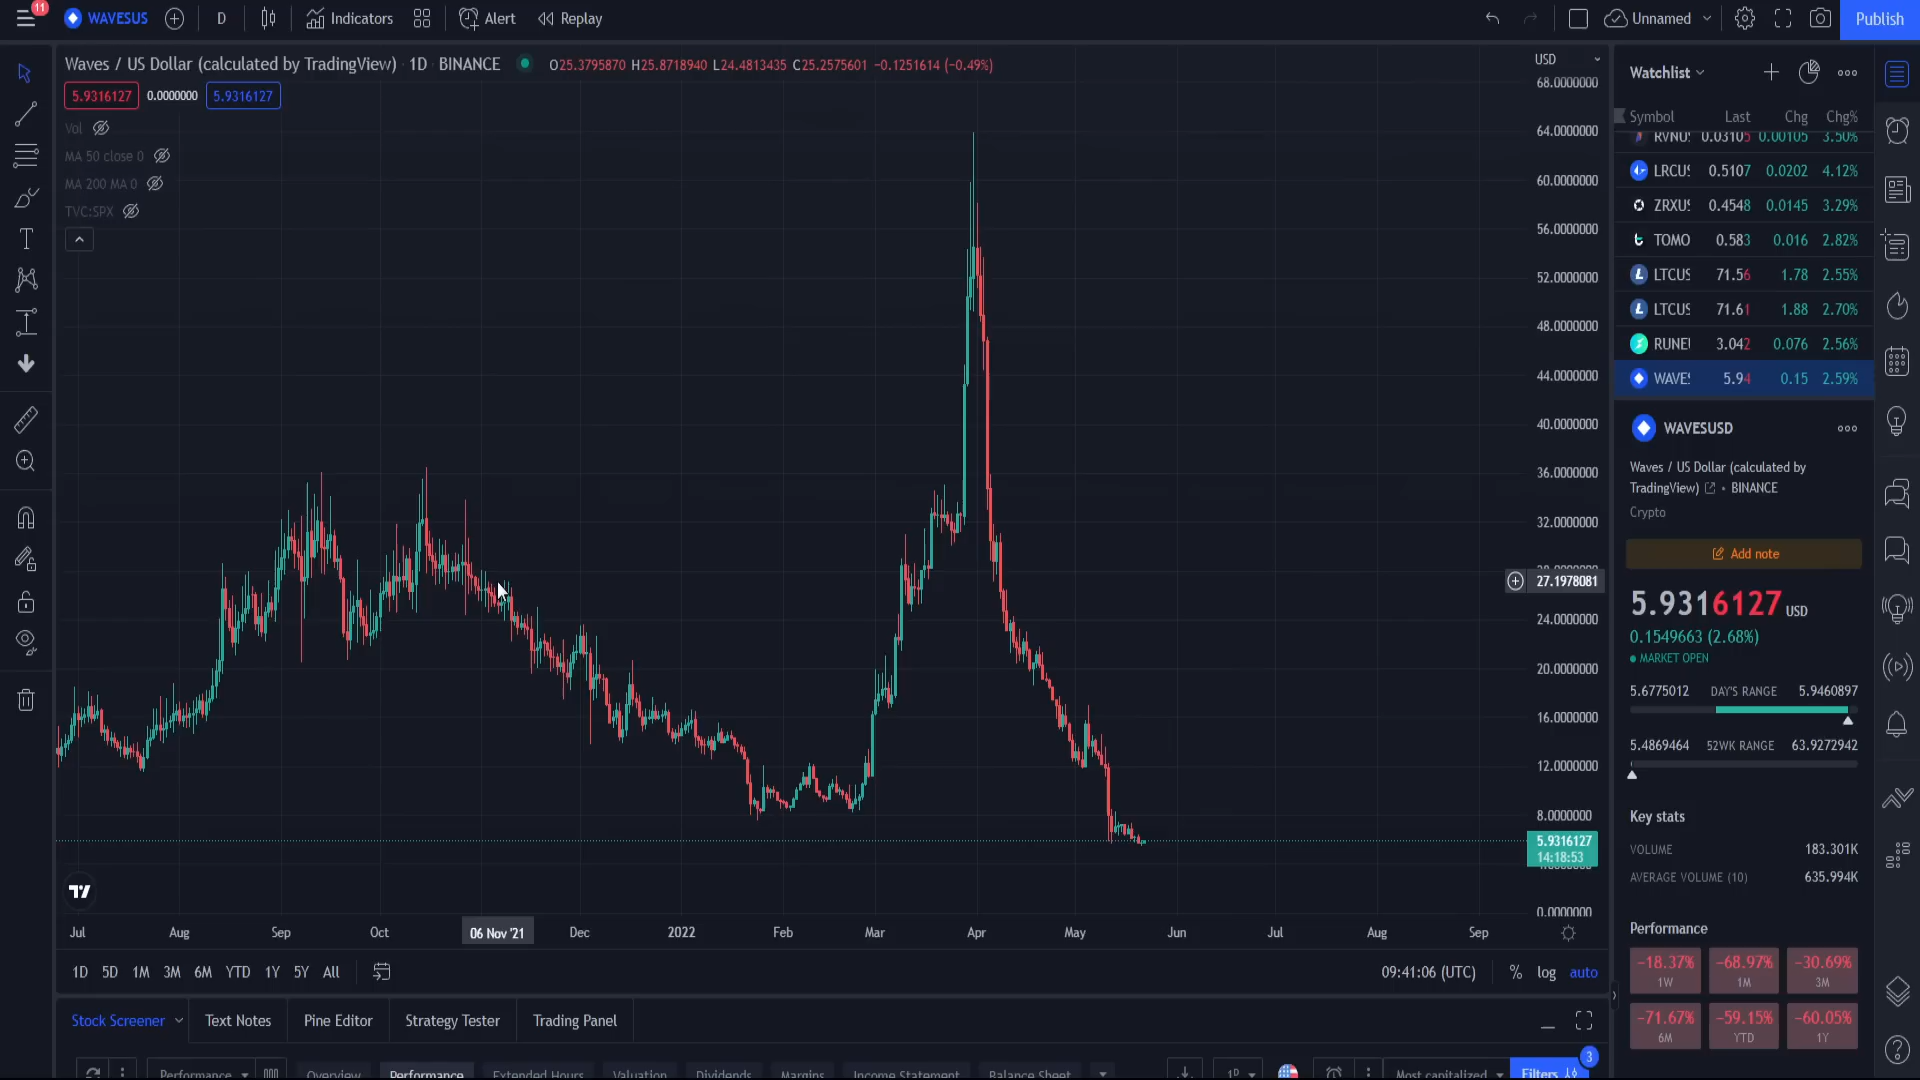 11
WAVESUS D Indicators Alert Replay Unnamed Publish
Waves / US Dollar (calculated by TradingView) 1D BINANCE O25.3795870 H25.8718940 L24.4813435 C25.2575601 −0.1251614 (−0.49%)
5.9316127 0.0000000 5.9316127
Vol
MA 50 close 0
MA 200 MA 0
TVC:SPX
USD
68.0000000
64.0000000
60.0000000
56.0000000
52.0000000
48.0000000
44.0000000
40.0000000
36.0000000
32.0000000
27.1978081
24.0000000
20.0000000
16.0000000
12.0000000
8.0000000
5.9316127
14:18:53
0.0000000
Jul Aug Sep Oct 06 Nov '21 Dec 2022 Feb Mar Apr May Jun Jul Aug Sep
1D 5D 1M 3M 6M YTD 1Y 5Y All 09:41:06 (UTC) % log auto
Stock Screener Text Notes Pine Editor Strategy Tester Trading Panel
Performance Overview Performance Extended Hours Valuation Dividends Margins Income Statement Balance Sheet 1D Most capitalized Filters 3
Watchlist
Symbol Last Chg Chg%
RVNU 0.03105 0.00105 3.50%
LRCUS 0.5107 0.0202 4.12%
ZRXUS 0.4548 0.0145 3.29%
TOMO 0.583 0.016 2.82%
LTCUS 71.56 1.78 2.55%
LTCUS 71.61 1.88 2.70%
RUNEU 3.042 0.076 2.56%
WAVES 5.94 0.15 2.59%
WAVESUSD
Waves / US Dollar (calculated by
TradingView) • BINANCE
Crypto
Add note
5.9316127 USD
0.1549663 (2.68%)
MARKET OPEN
5.6775012 DAY'S RANGE 5.9460897
5.4869464 52WK RANGE 63.9272942
Key stats
VOLUME 183.301K
AVERAGE VOLUME (10) 635.994K
Performance
−18.37% −68.97% −30.69%
1W 1M 3M
−71.67% −59.15% −60.05%
6M YTD 1Y